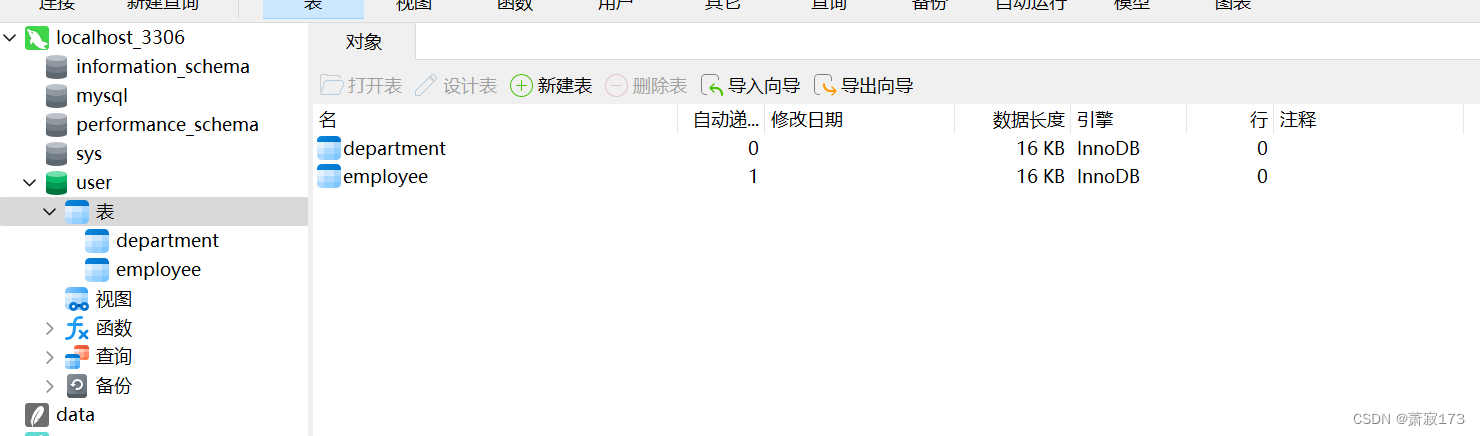 连接 新建查询 表 视图 函数 用户 其它 查询 备份 自动运行 模型 图表
localhost_3306
information_schema
mysql
performance_schema
sys
user
表
department
employee
视图
函数
查询
备份
data
对象
打开表 设计表 新建表 删除表 导入向导 导出向导
名 自动递... 修改日期 数据长度 引擎 行 注释
department 0 16 KB InnoDB 0
employee 1 16 KB InnoDB 0
CSDN @萧寂173